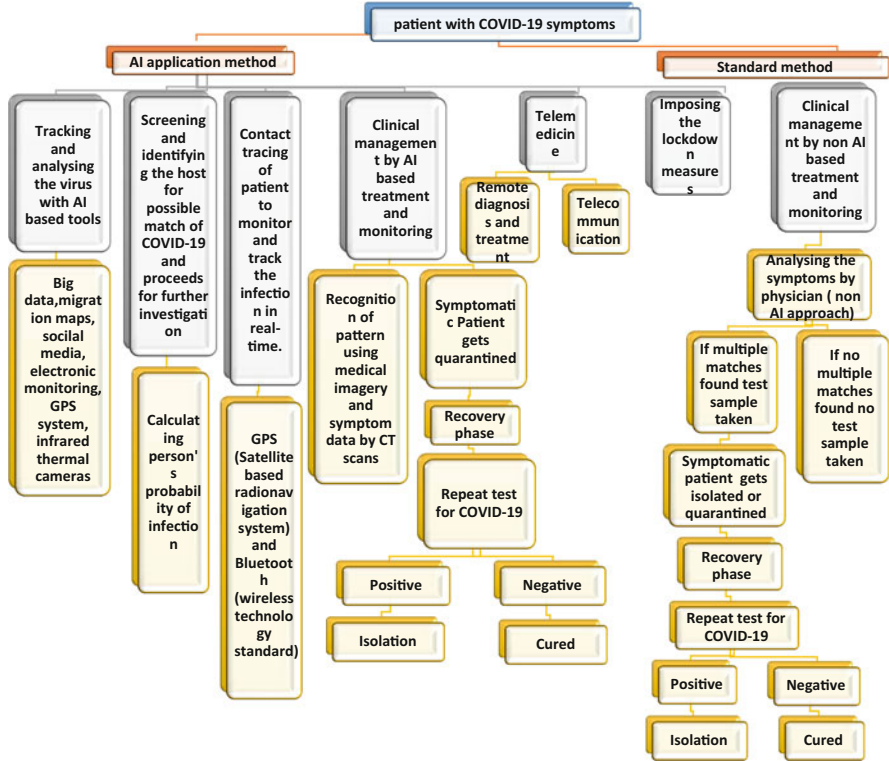 patient with COVID-19 symptoms
AI application method
Standard method
Tracking
and
analysing
the virus
with AI
based tools
Screening
and
identifyin
g the host
for
possible
match of
COVID-19
and
proceeds
for further
investigati
on
Contact
tracing of
patient
to
monitor
and
track
the
infectio
n in
real-
time.
Clinical
managemen
t by AI
based
treatment
and
monitoring
Telem
edicin
e
Imposing
the
lockdow
n
measure
s
Clinical
manageme
nt by non AI
based
treatment
and
monitoring
Big
data,migrat
ion maps,
socilal
media,
electronic
monitoring,
GPS
system,
infrared
thermal
cameras
Calculat
ing
person'
s
probabil
ity of
infectio
n
GPS
(Satellite
based
radionav
igation
system)
and
Bluetoot
h
(wireless
technolo
gy
standard)
Recognitio
n of
pattern
using
medical
imagery
and
symptom
data by CT
scans
Symptomat
ic Patient
gets
quarantined
Recovery
phase
Repeat test
for COVID-19
Positive
Negative
Isolation
Cured
Remote
diagnosi
s and
treatme
nt
Teleco
mmun
ication
Analysing the
symptoms by
physician ( non
AI approach)
If multiple
matches
found test
sample
taken
If no
multiple
matches
found no
test
sample
taken
Symptomatic
patient gets
isolated or
quarantined
Recovery
phase
Repeat test for
COVID-19
Positive
Negative
Isolation
Cured